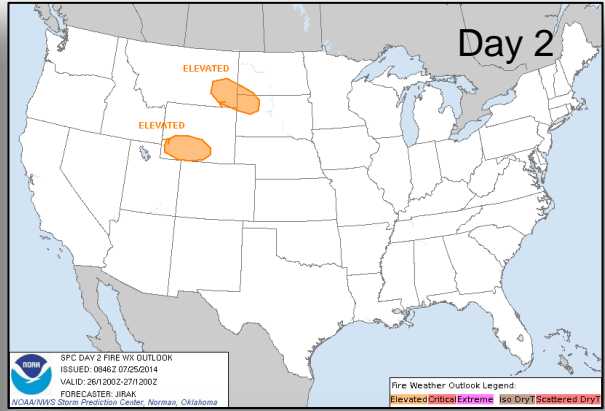 Day 2
ELEVATED
ELEVATED
NOAA
SPC DAY 2 FIRE WX OUTLOOK
ISSUED: 0846Z 07/25/2014
VALID: 26/1200Z-27/1200Z
FORECASTER: JIRAK
NOAA/NWS Storm Prediction Center, Norman, Oklahoma
Fire Weather Outlook Legend:
Elevated Critical Extreme Iso DryT Scattered DryT